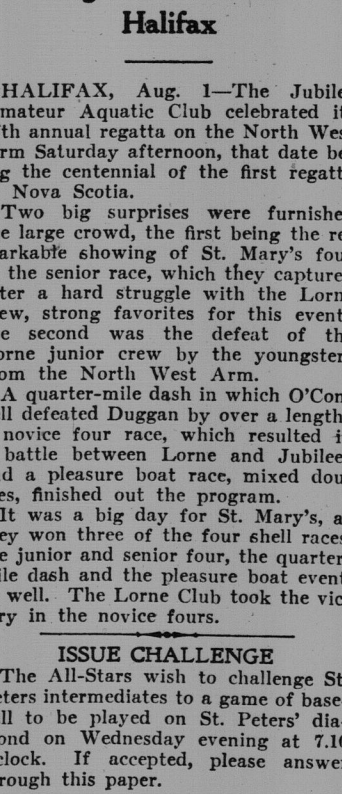 Halifax
HALIFAX, Aug. 1—The Jubile
mateur Aquatic Club celebrated it
th annual regatta on the North Wes
rm Saturday afternoon, that date be
g the centennial of the first regatt
Nova Scotia.
Two big surprises were furnishe
e large crowd, the first being the re
arkable showing of St. Mary's fou
the senior race, which they capture
ter a hard struggle with the Lorn
ew, strong favorites for this event
e second was the defeat of th
orne junior crew by the youngster
om the North West Arm.
A quarter-mile dash in which O'Con
ll defeated Duggan by over a length
novice four race, which resulted i
battle between Lorne and Jubilee
d a pleasure boat race, mixed dou
es, finished out the program.
It was a big day for St. Mary's, a
ey won three of the four shell races
e junior and senior four, the quarter
ile dash and the pleasure boat event
well. The Lorne Club took the vic
ry in the novice fours.
ISSUE CHALLENGE
The All-Stars wish to challenge St
eters intermediates to a game of base
ll to be played on St. Peters' dia
ond on Wednesday evening at 7.10
clock. If accepted, please answe
rough this paper.